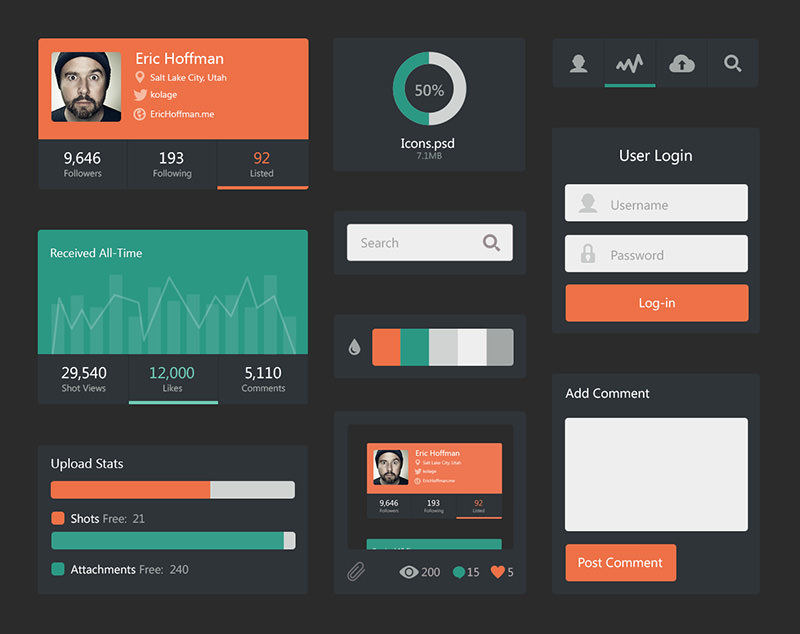 Eric Hoffman
Salt Lake City, Utah
kolage
EricHoffman.me
9,646 193 92
Followers Following Listed
Received All-Time
29,540 12,000 5,110
Shot Views Likes Comments
Upload Stats
Shots Free: 21
Attachments Free: 240
50%
Icons.psd
7.1MB
Search
Eric Hoffman
Salt Lake City, Utah
kolage
EricHoffman.me
9,646 193 92
Followers Following Listed
200 15 5
User Login
Username
Password
Log-in
Add Comment
Post Comment